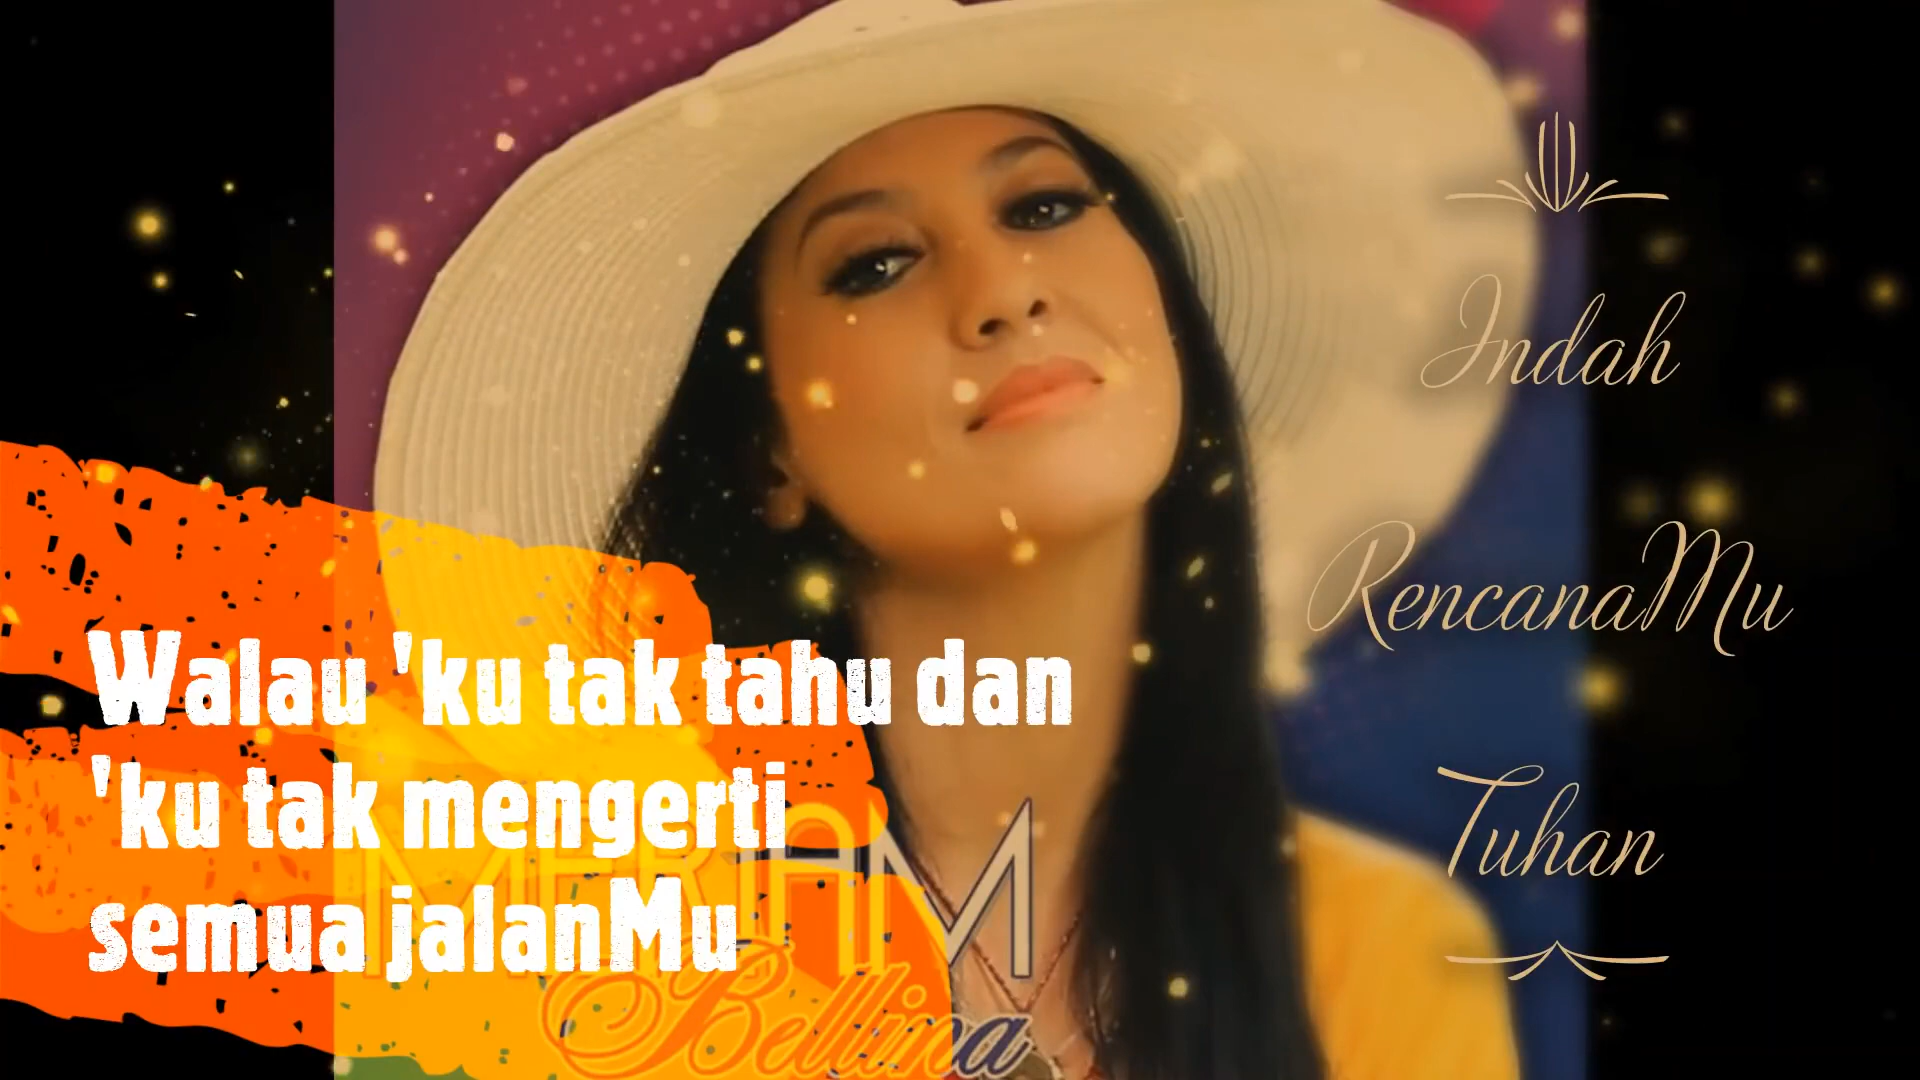 Walau 'ku tak tahu dan
'ku tak mengerti
semua jalanMu
MERIAM
Bellina
Indah
RencanaMu
Tuhan